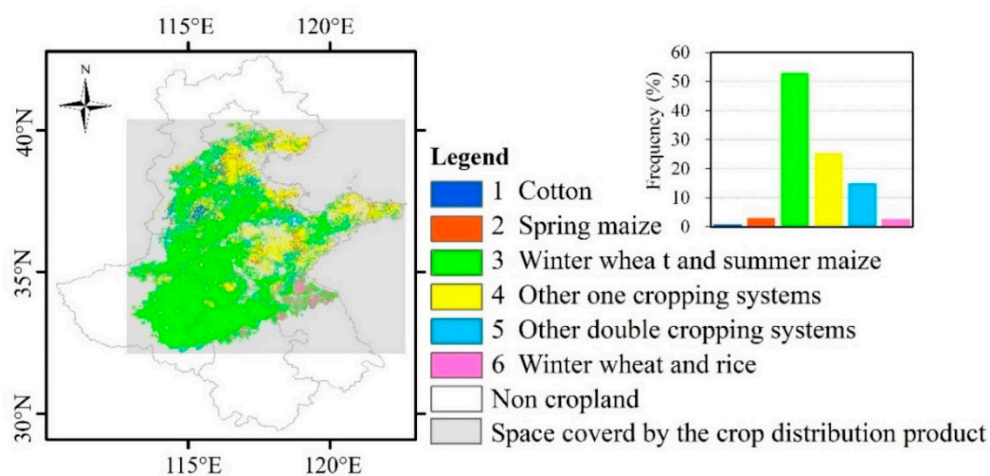 115°E 120°E
N
40°N
35°N
30°N
115°E 120°E
Legend
1 Cotton
2 Spring maize
3 Winter whea t and summer maize
4 Other one cropping systems
5 Other double cropping systems
6 Winter wheat and rice
Non cropland
Space coverd by the crop distribution product
Frequency (%)
60
50
40
30
20
10
0